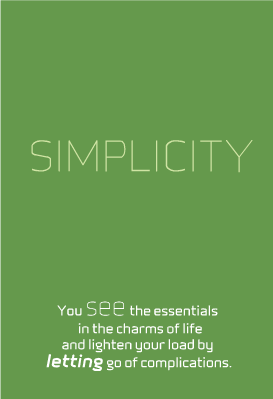 SIMPLICITY
You see the essentials
in the charms of life
and lighten your load by
letting go of complications.